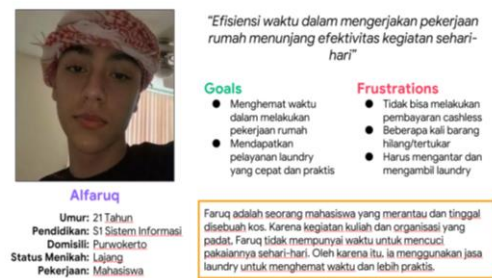 "Efisiensi waktu dalam mengerjakan pekerjaan
rumah menunjang efektivitas kegiatan sehari-
hari"
Goals
● Menghemat waktu
dalam melakukan
pekerjaan rumah
● Mendapatkan
pelayanan laundry
yang cepat dan praktis
Frustrations
● Tidak bisa melakukan
pembayaran cashless
● Beberapa kali barang
hilang/tertukar
● Harus mengantar dan
mengambil laundry
Alfaruq
Umur: 21 Tahun
Pendidikan: S1 Sistem Informasi
Domisili: Purwokerto
Status Menikah: Lajang
Pekerjaan: Mahasiswa
Faruq adalah seorang mahasiswa yang merantau dan tinggal
disebuah kos. Karena kegiatan kuliah dan organisasi yang
padat, Faruq tidak mempunyai waktu untuk mencuci
pakaiannya sehari-hari. Oleh karena itu, ia menggunakan jasa
laundry untuk menghemat waktu dan lebih praktis.